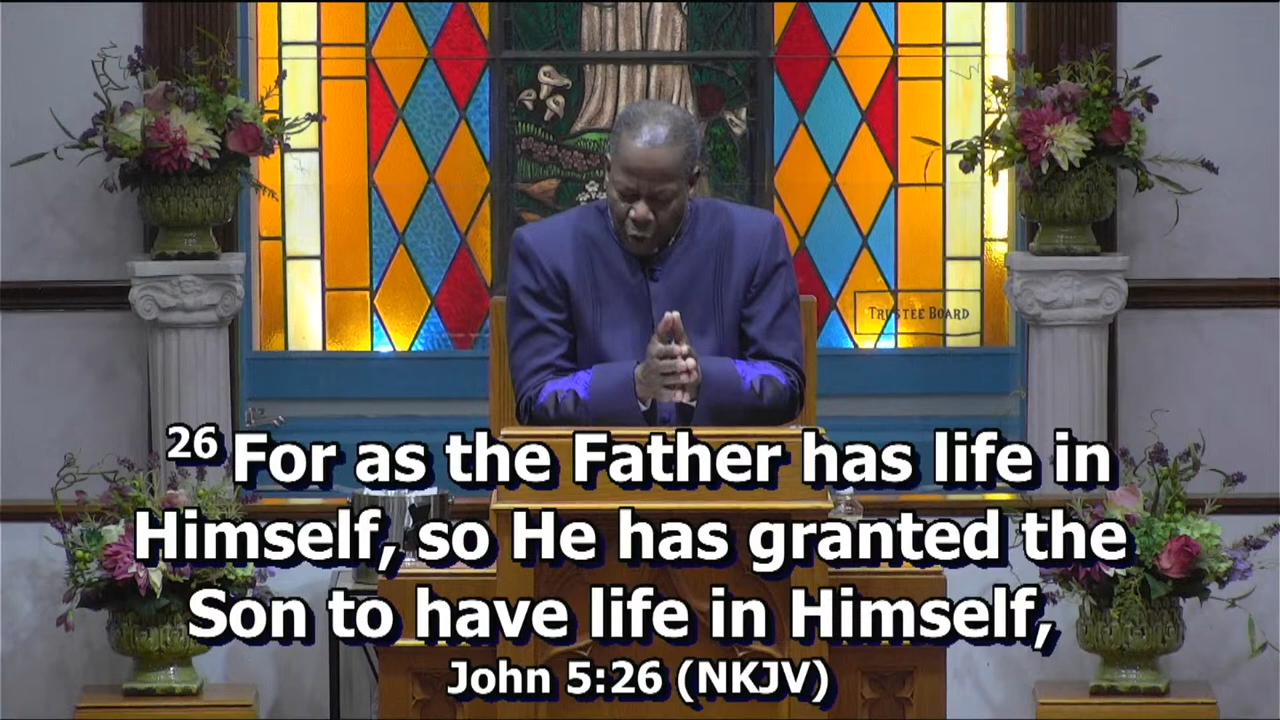 TRUSTEE BOARD
26 For as the Father has life in
Himself, so He has granted the
Son to have life in Himself,
John 5:26 (NKJV)